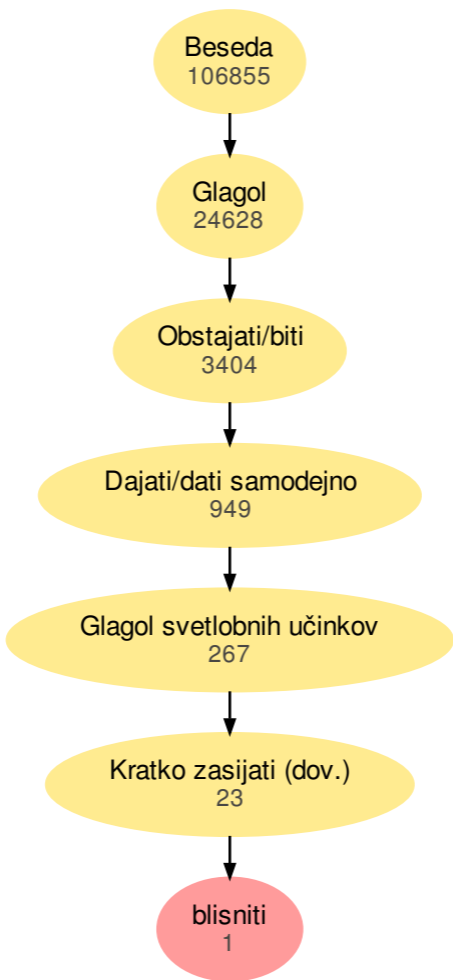 Beseda
106855
Glagol
24628
Obstajati/biti
3404
Dajati/dati samodejno
949
Glagol svetlobnih učinkov
267
Kratko zasijati (dov.)
23
blisniti
1